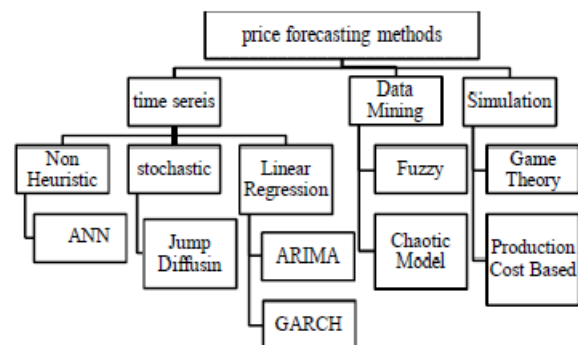 price forecasting methods
time sereis
Data
Mining
Simulation
Non
Heuristic
stochastic
Linear
Regression
Fuzzy
Game
Theory
ANN
Jump
Diffusin
ARIMA
Chaotic
Model
Production
Cost Based
GARCH